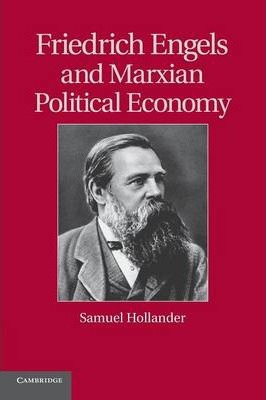 Friedrich Engels
and Marxian
Political Economy
Samuel Hollander
CAMBRIDGE